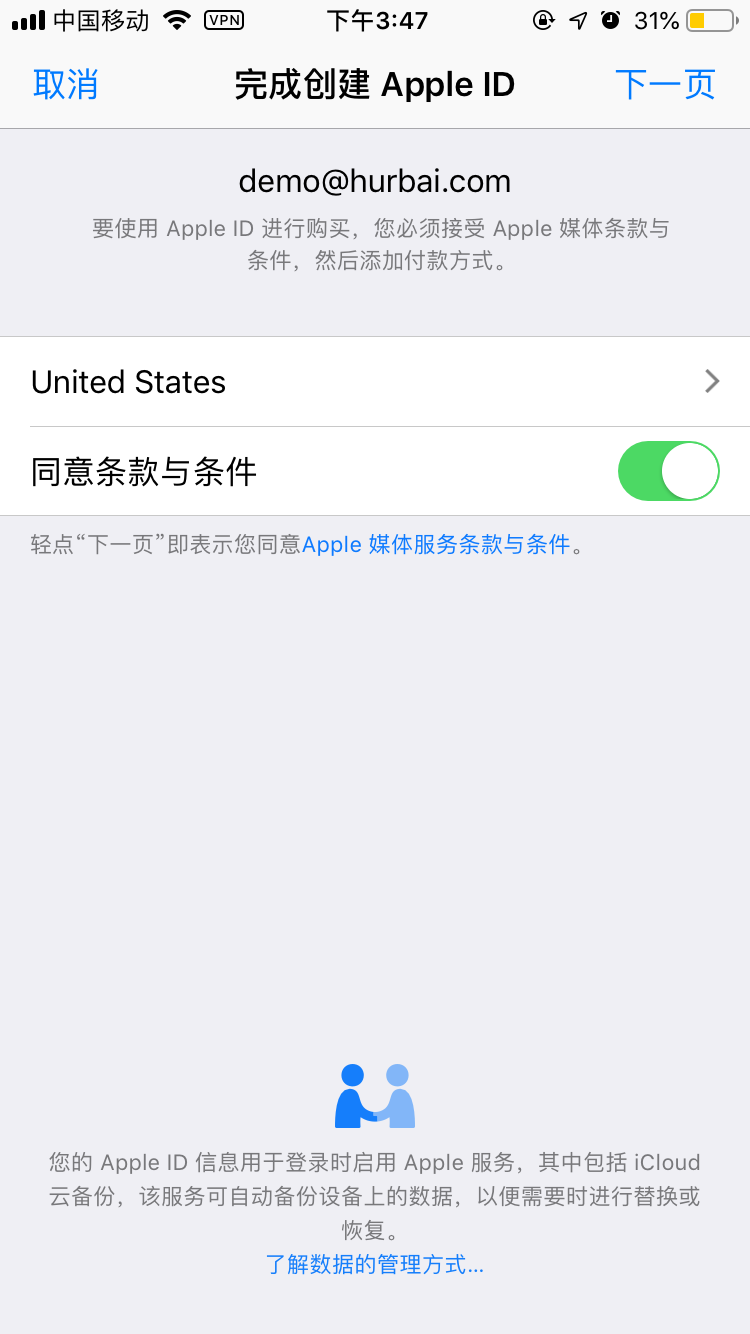 中国移动 VPN 下午3:47 31%
取消 完成创建 Apple ID 下一页
demo@hurbai.com
要使用 Apple ID 进行购买，您必须接受 Apple 媒体条款与
条件，然后添加付款方式。
United States
同意条款与条件
轻点“下一页”即表示您同意Apple 媒体服务条款与条件。
您的 Apple ID 信息用于登录时启用 Apple 服务，其中包括 iCloud
云备份，该服务可自动备份设备上的数据，以便需要时进行替换或
恢复。
了解数据的管理方式...